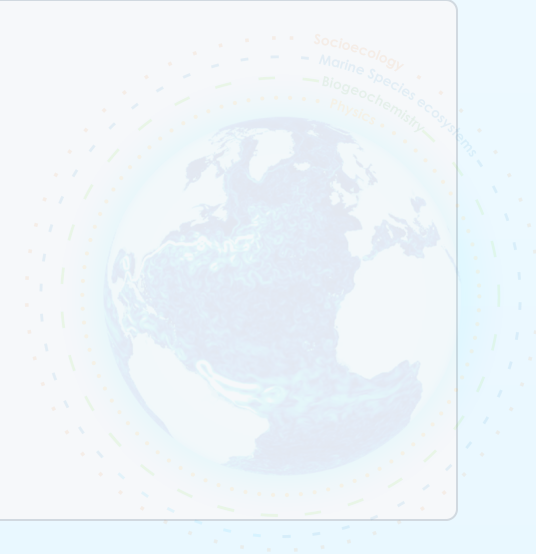 Socioecology
Marine Species ecosystems
Biogeochemistry
Physics